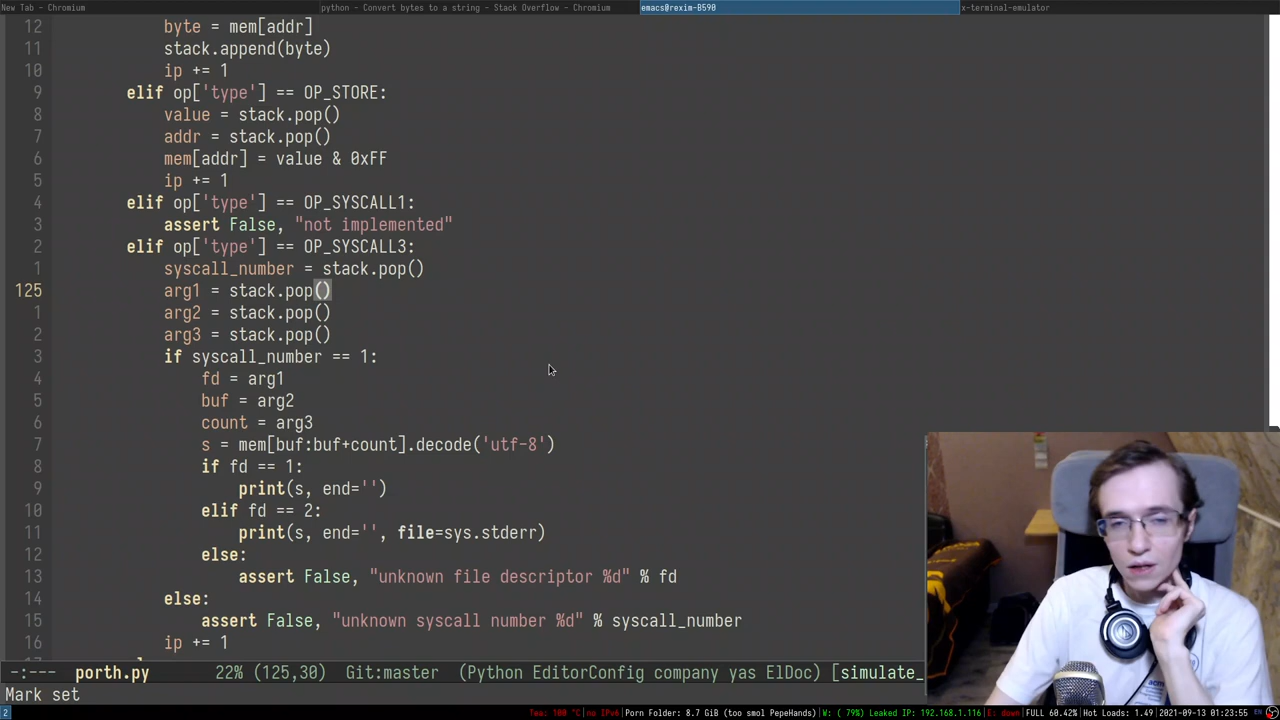 New Tab - Chromium python - Convert bytes to a string - Stack Overflow - Chromium emacs@rexim-B590 x-terminal-emulator
12 byte = mem[addr]
11 stack.append(byte)
10 ip += 1
9 elif op['type'] == OP_STORE:
8 value = stack.pop()
7 addr = stack.pop()
6 mem[addr] = value & 0xFF
5 ip += 1
4 elif op['type'] == OP_SYSCALL1:
3 assert False, "not implemented"
2 elif op['type'] == OP_SYSCALL3:
1 syscall_number = stack.pop()
125 arg1 = stack.pop()
1 arg2 = stack.pop()
2 arg3 = stack.pop()
3 if syscall_number == 1:
4 fd = arg1
5 buf = arg2
6 count = arg3
7 s = mem[buf:buf+count].decode('utf-8')
8 if fd == 1:
9 print(s, end='')
10 elif fd == 2:
11 print(s, end='', file=sys.stderr)
12 else:
13 assert False, "unknown file descriptor %d" % fd
14 else:
15 assert False, "unknown syscall number %d" % syscall_number
16 ip += 1
-:--- porth.py 22% (125,30) Git:master (Python EditorConfig company yas ElDoc) [simulate_
Mark set
2 Tea: 100 °C|no IPv6| Porn Folder: 8.7 GiB (too smol PepeHands)|W: ( 79%) Leaked IP: 192.168.1.116|E: down|FULL 60.42%|Hot Loads: 1.49|2021-09-13 01:23:55 EN